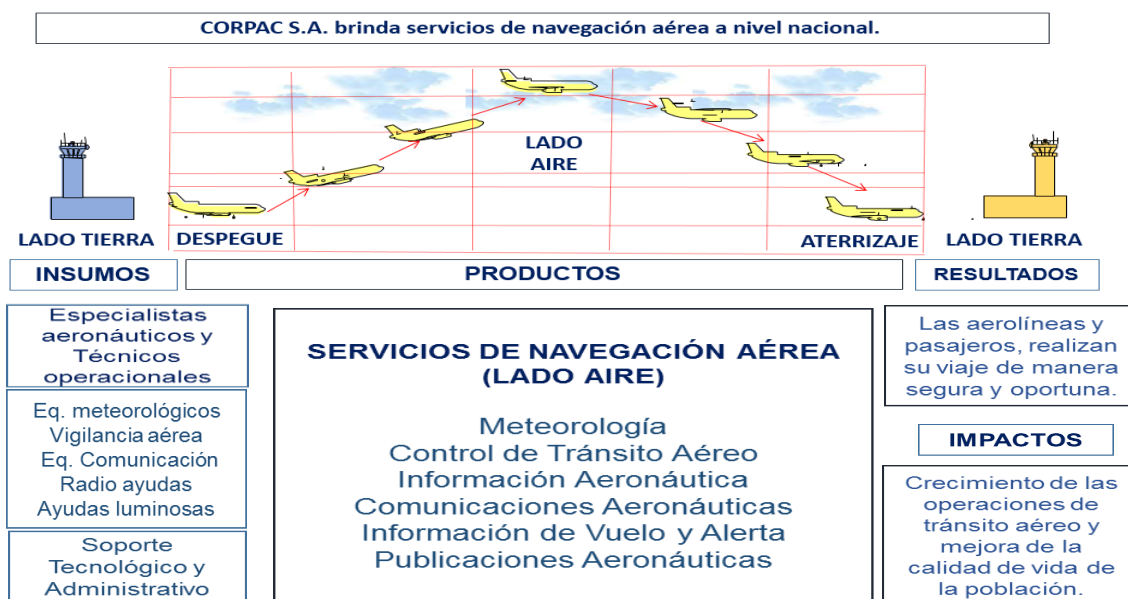 CORPAC S.A. brinda servicios de navegación aérea a nivel nacional.
LADO
AIRE
LADO TIERRA
DESPEGUE
ATERRIZAJE
LADO TIERRA
INSUMOS
PRODUCTOS
RESULTADOS
Especialistas
aeronáuticos y
Técnicos
operacionales
Eq. meteorológicos
Vigilancia aérea
Eq. Comunicación
Radio ayudas
Ayudas luminosas
Soporte
Tecnológico y
Administrativo
SERVICIOS DE NAVEGACIÓN AÉREA
(LADO AIRE)
Meteorología
Control de Tránsito Aéreo
Información Aeronáutica
Comunicaciones Aeronáuticas
Información de Vuelo y Alerta
Publicaciones Aeronáuticas
Las aerolíneas y
pasajeros, realizan
su viaje de manera
segura y oportuna.
IMPACTOS
Crecimiento de las
operaciones de
tránsito aéreo y
mejora de la
calidad de vida de
la población.